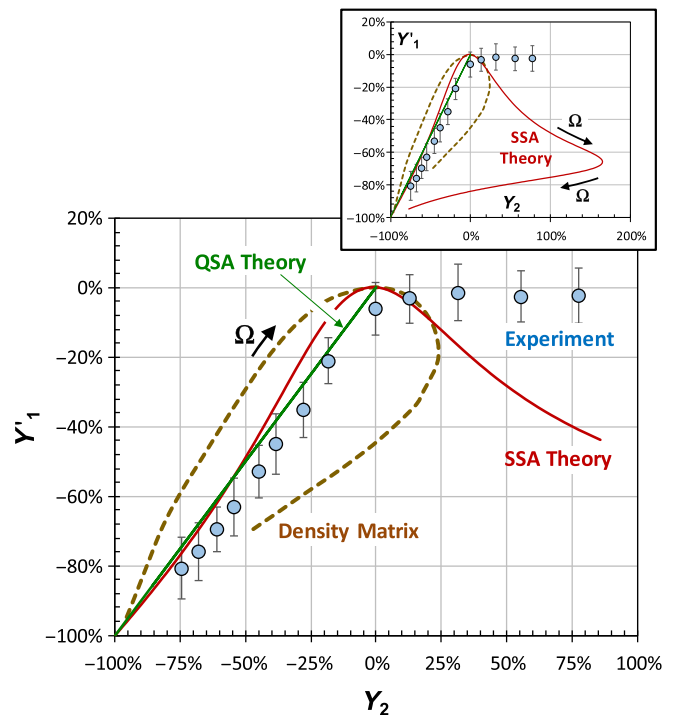 20%
Y'1
0%
−20%
Ω
−40%
SSA
Theory
−60%
Ω
−80%
Y2
−100%
−100%
0%
100%
200%
20%
QSA Theory
0%
Ω
Experiment
−20%
Y'1
−40%
SSA Theory
−60%
Density Matrix
−80%
−100%
−100%
−75%
−50%
−25%
0%
25%
50%
75%
100%
Y2